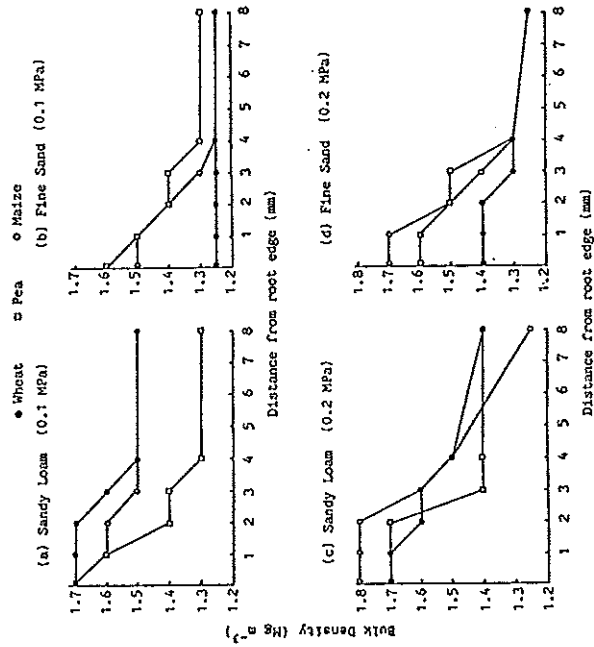 ● Wheat □ Pea ○ Maize
(a) Sandy Loam (0.1 MPa)
1.7
1.6
1.5
1.4
1.3
1.2
1 2 3 4 5 6 7 8
(b) Fine Sand (0.1 MPa)
1.7
1.6
1.5
1.4
1.3
1.2
1 2 3 4 5 6 7 8
Distance from root edge (mm)
Bulk Density (Mg m⁻³)
(c) Sandy Loam (0.2 MPa)
1.8
1.7
1.6
1.5
1.4
1.3
1.2
1 2 3 4 5 6 7 8
(d) Fine Sand (0.2 MPa)
1.8
1.7
1.6
1.5
1.4
1.3
1.2
1 2 3 4 5 6 7 8
Distance from root edge (mm)